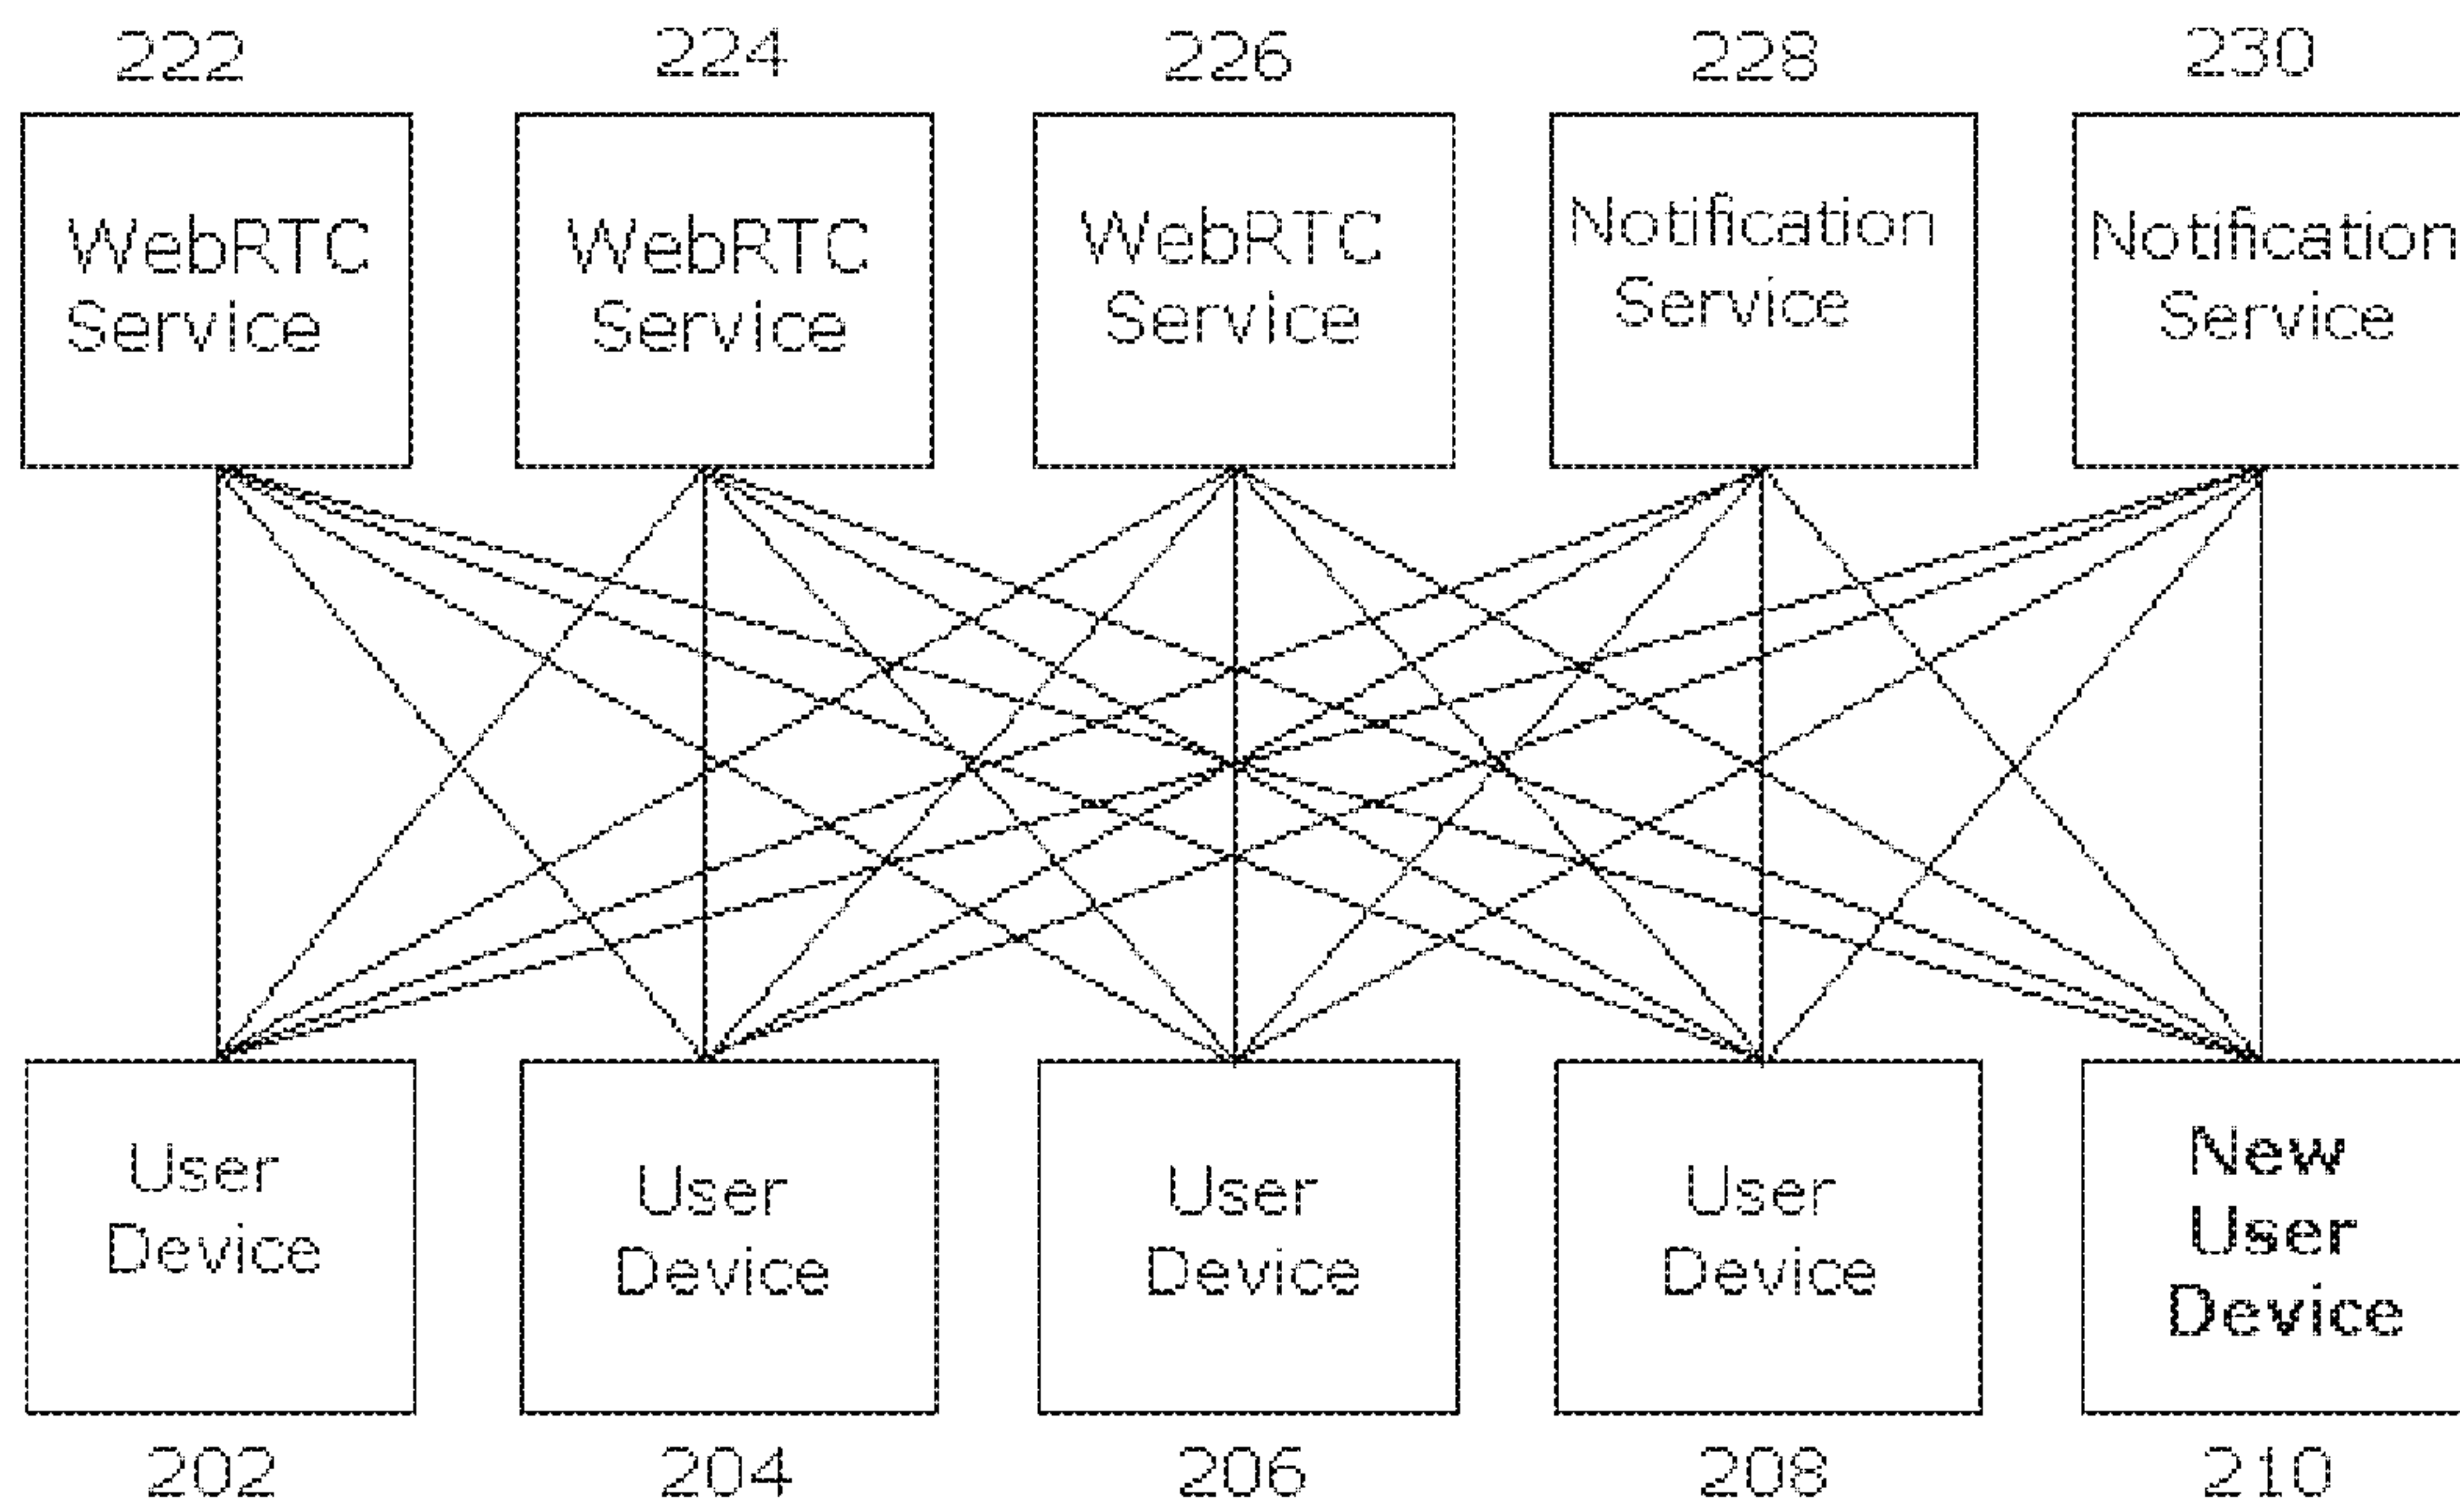 222 224 226 228 230
WebRTC
Service
WebRTC
Service
WebRTC
Service
Notification
Service
Notification
Service
User
Device
User
Device
User
Device
User
Device
New
User
Device
202 204 206 208 210